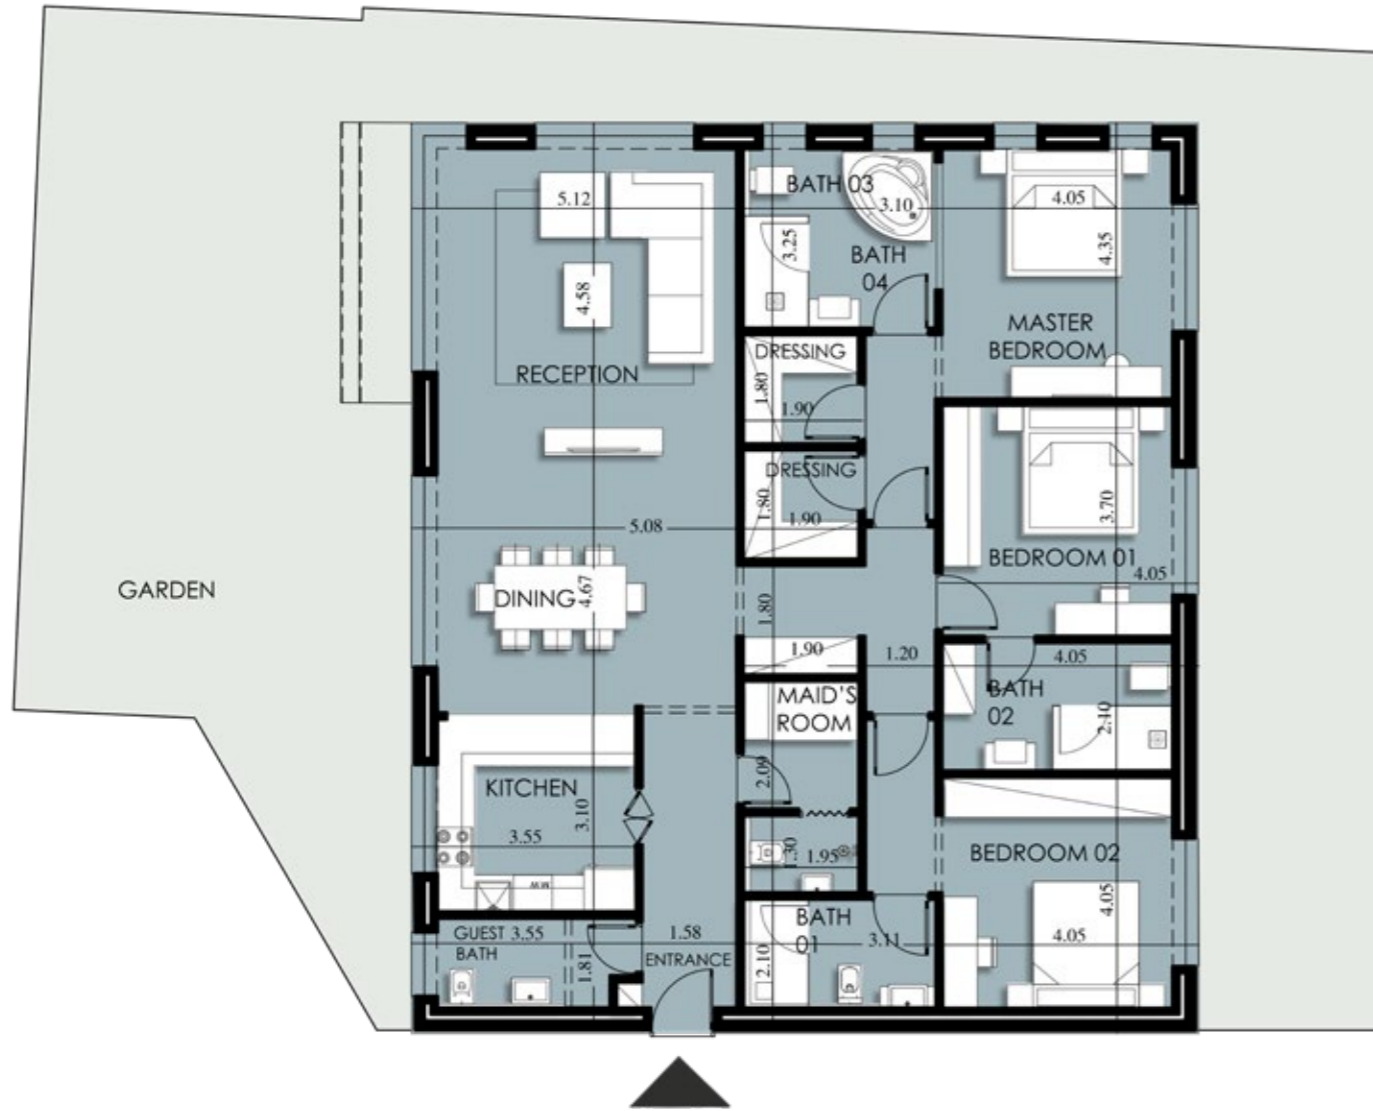 BATH 03
5.12
3.10
4.05
3.25
4.35
BATH
04
4.58
MASTER
BEDROOM
DRESSING
RECEPTION
1.80
1.90
DRESSING
1.80
1.90
3.70
5.08
BEDROOM 01
4.05
GARDEN
DINING
4.67
1.80
1.90
1.20
4.05
MAID'S
ROOM
BATH
02
2.10
2.09
KITCHEN
3.10
3.55
1.30
1.95
BEDROOM 02
MW
4.05
BATH
01
GUEST 3.55
BATH
1.58
3.11
4.05
1.81
ENTRANCE
2.10